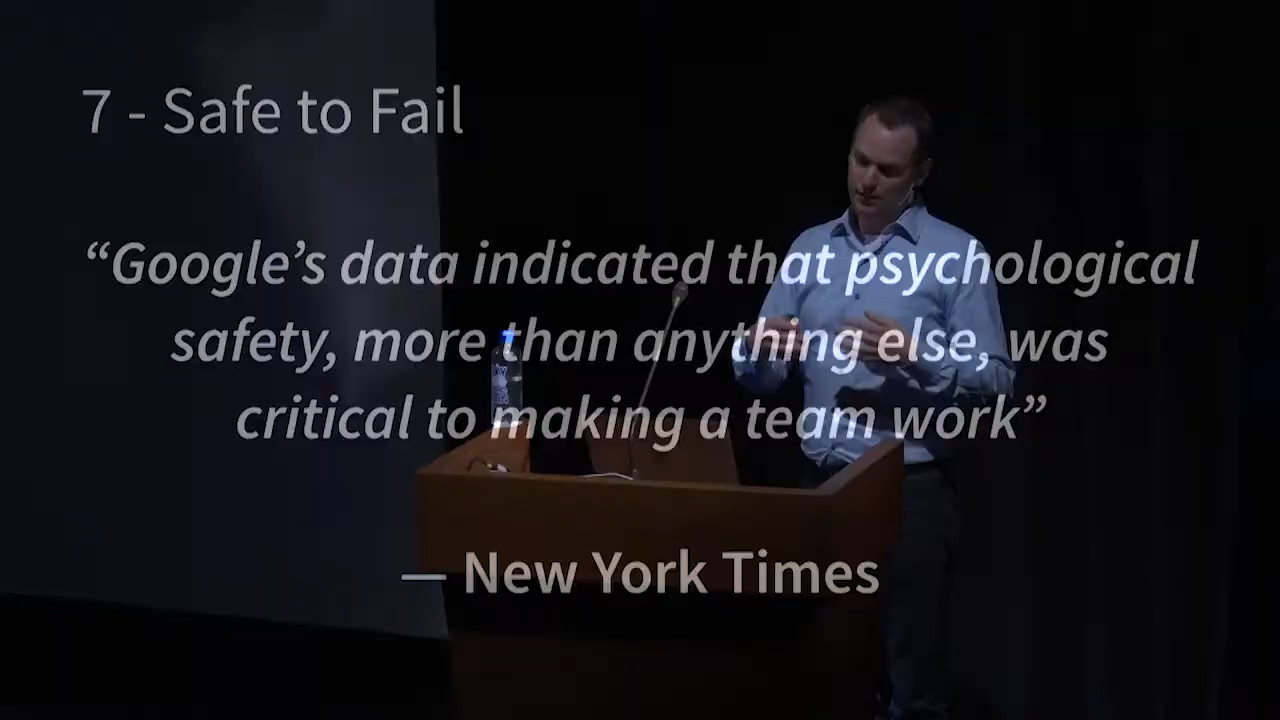 7 - Safe to Fail
“Google’s data indicated that psychological
safety, more than anything else, was
critical to making a team work”
— New York Times